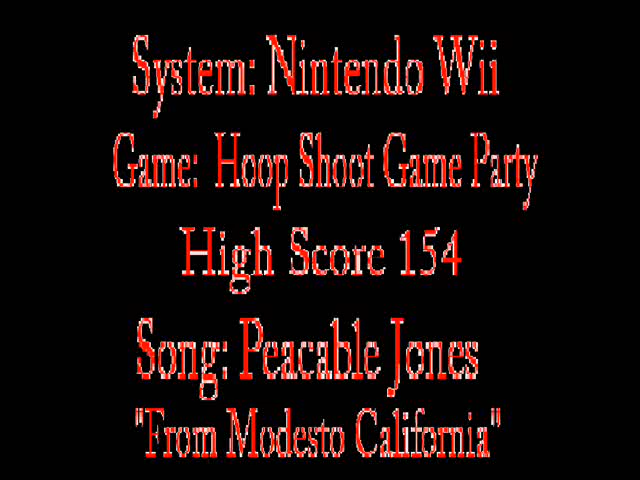 System: Nintendo Wii
Game: Hoop Shoot Game Party
High Score 154
Song: Peacable Jones
"From Modesto California"